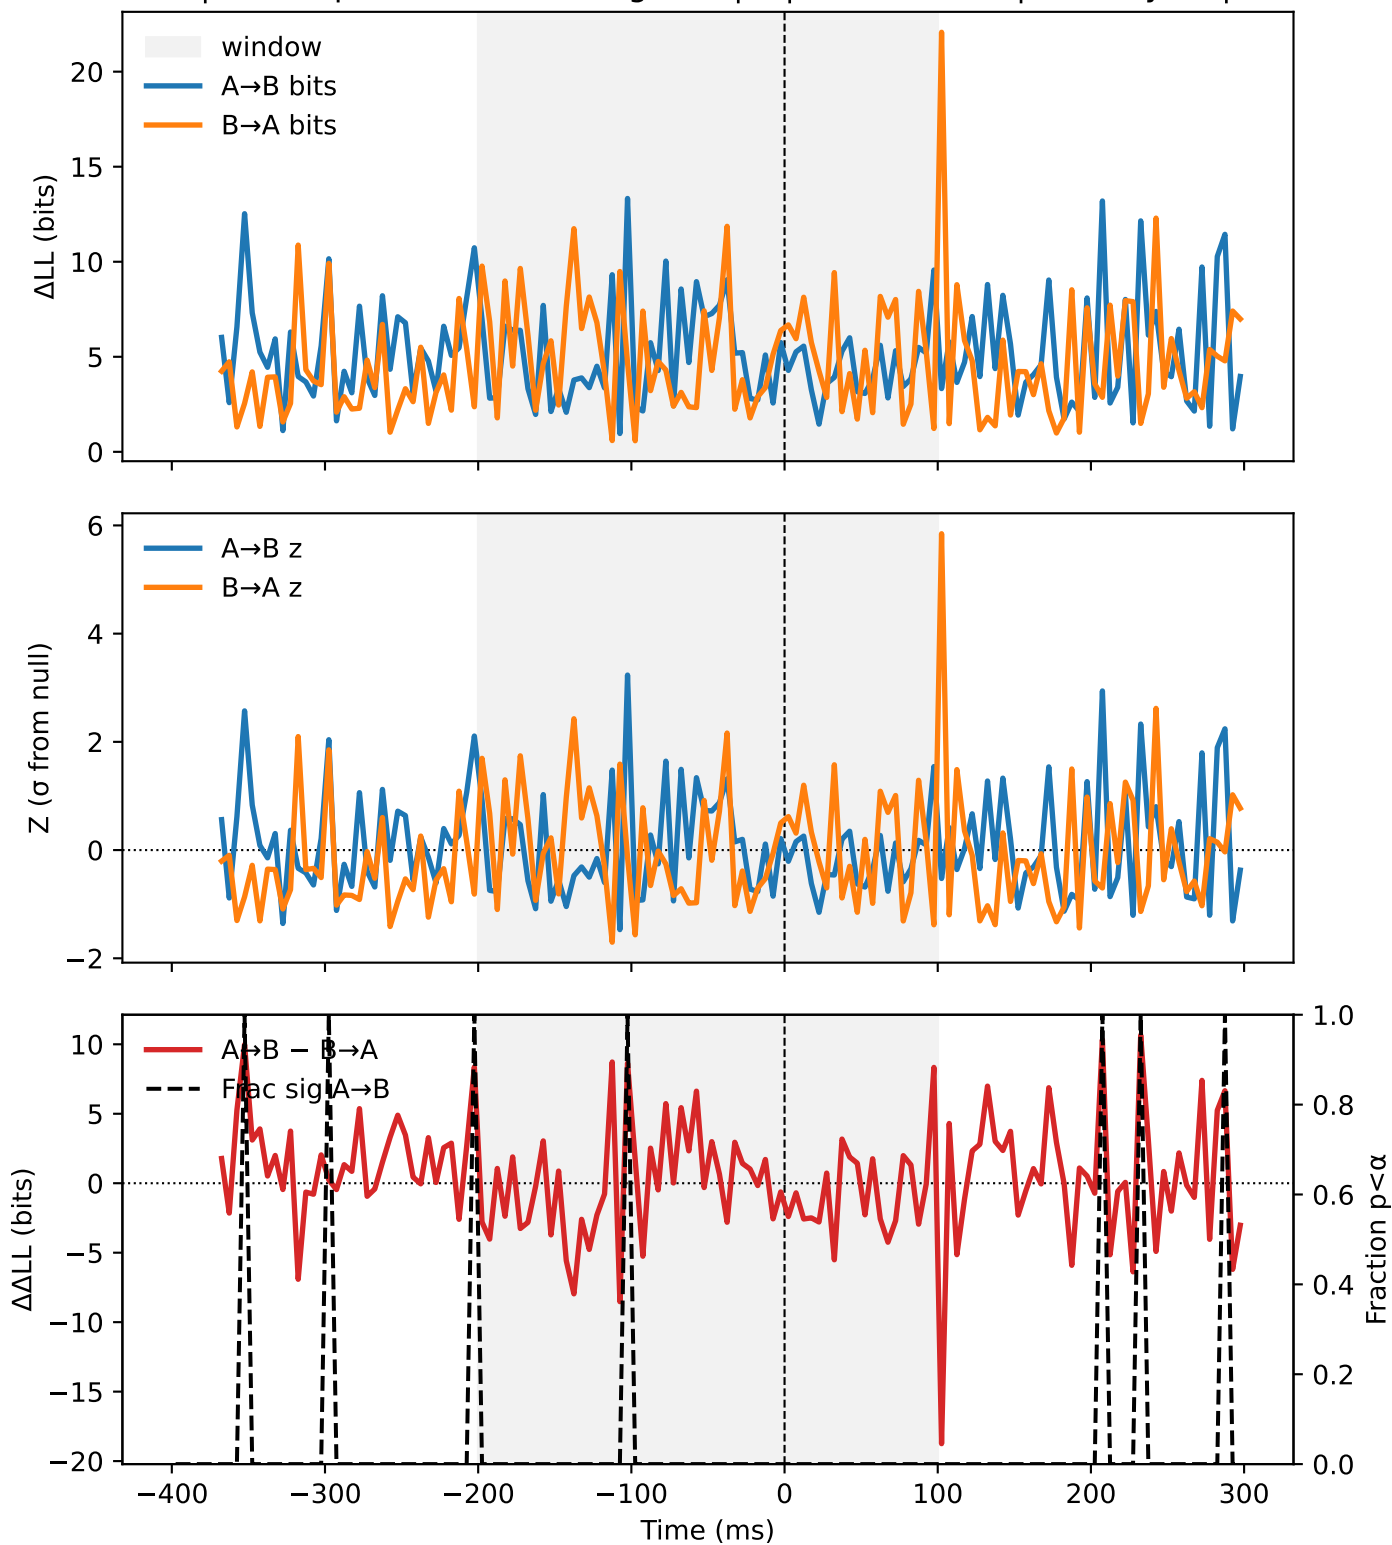 window
A→B bits
B→A bits
ΔLL (bits)
20
15
10
5
0
A→B z
B→A z
Z (σ from null)
6
4
2
0
−2
A→B − B→A
Frac sig A→B
ΔΔLL (bits)
10
5
0
−5
−10
−15
−20
1.0
0.8
0.6
0.4
0.2
0.0
Fraction p<α
−400
−300
−200
−100
0
100
200
300
Time (ms)